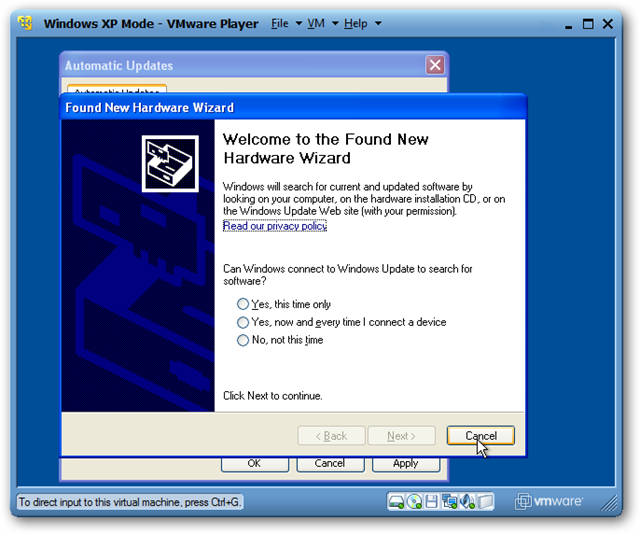 Windows XP Mode - VMware Player File VM Help
Automatic Updates
Automatic Updates
Found New Hardware Wizard
Welcome to the Found New
Hardware Wizard
Windows will search for current and updated software by
looking on your computer, on the hardware installation CD, or on
the Windows Update Web site (with your permission).
Read our privacy policy
Can Windows connect to Windows Update to search for
software?
Yes, this time only
Yes, now and every time I connect a device
No, not this time
Click Next to continue.
< Back Next > Cancel
OK Cancel Apply
To direct input to this virtual machine, press Ctrl+G. vmware